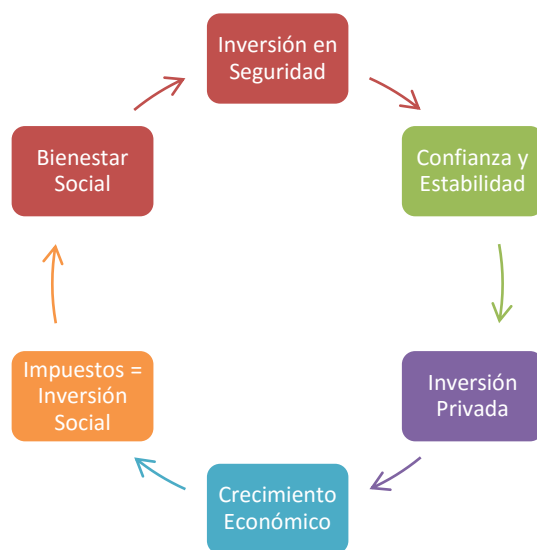 Inversión en
Seguridad
Confianza y
Estabilidad
Inversión
Privada
Crecimiento
Económico
Impuestos =
Inversión
Social
Bienestar
Social